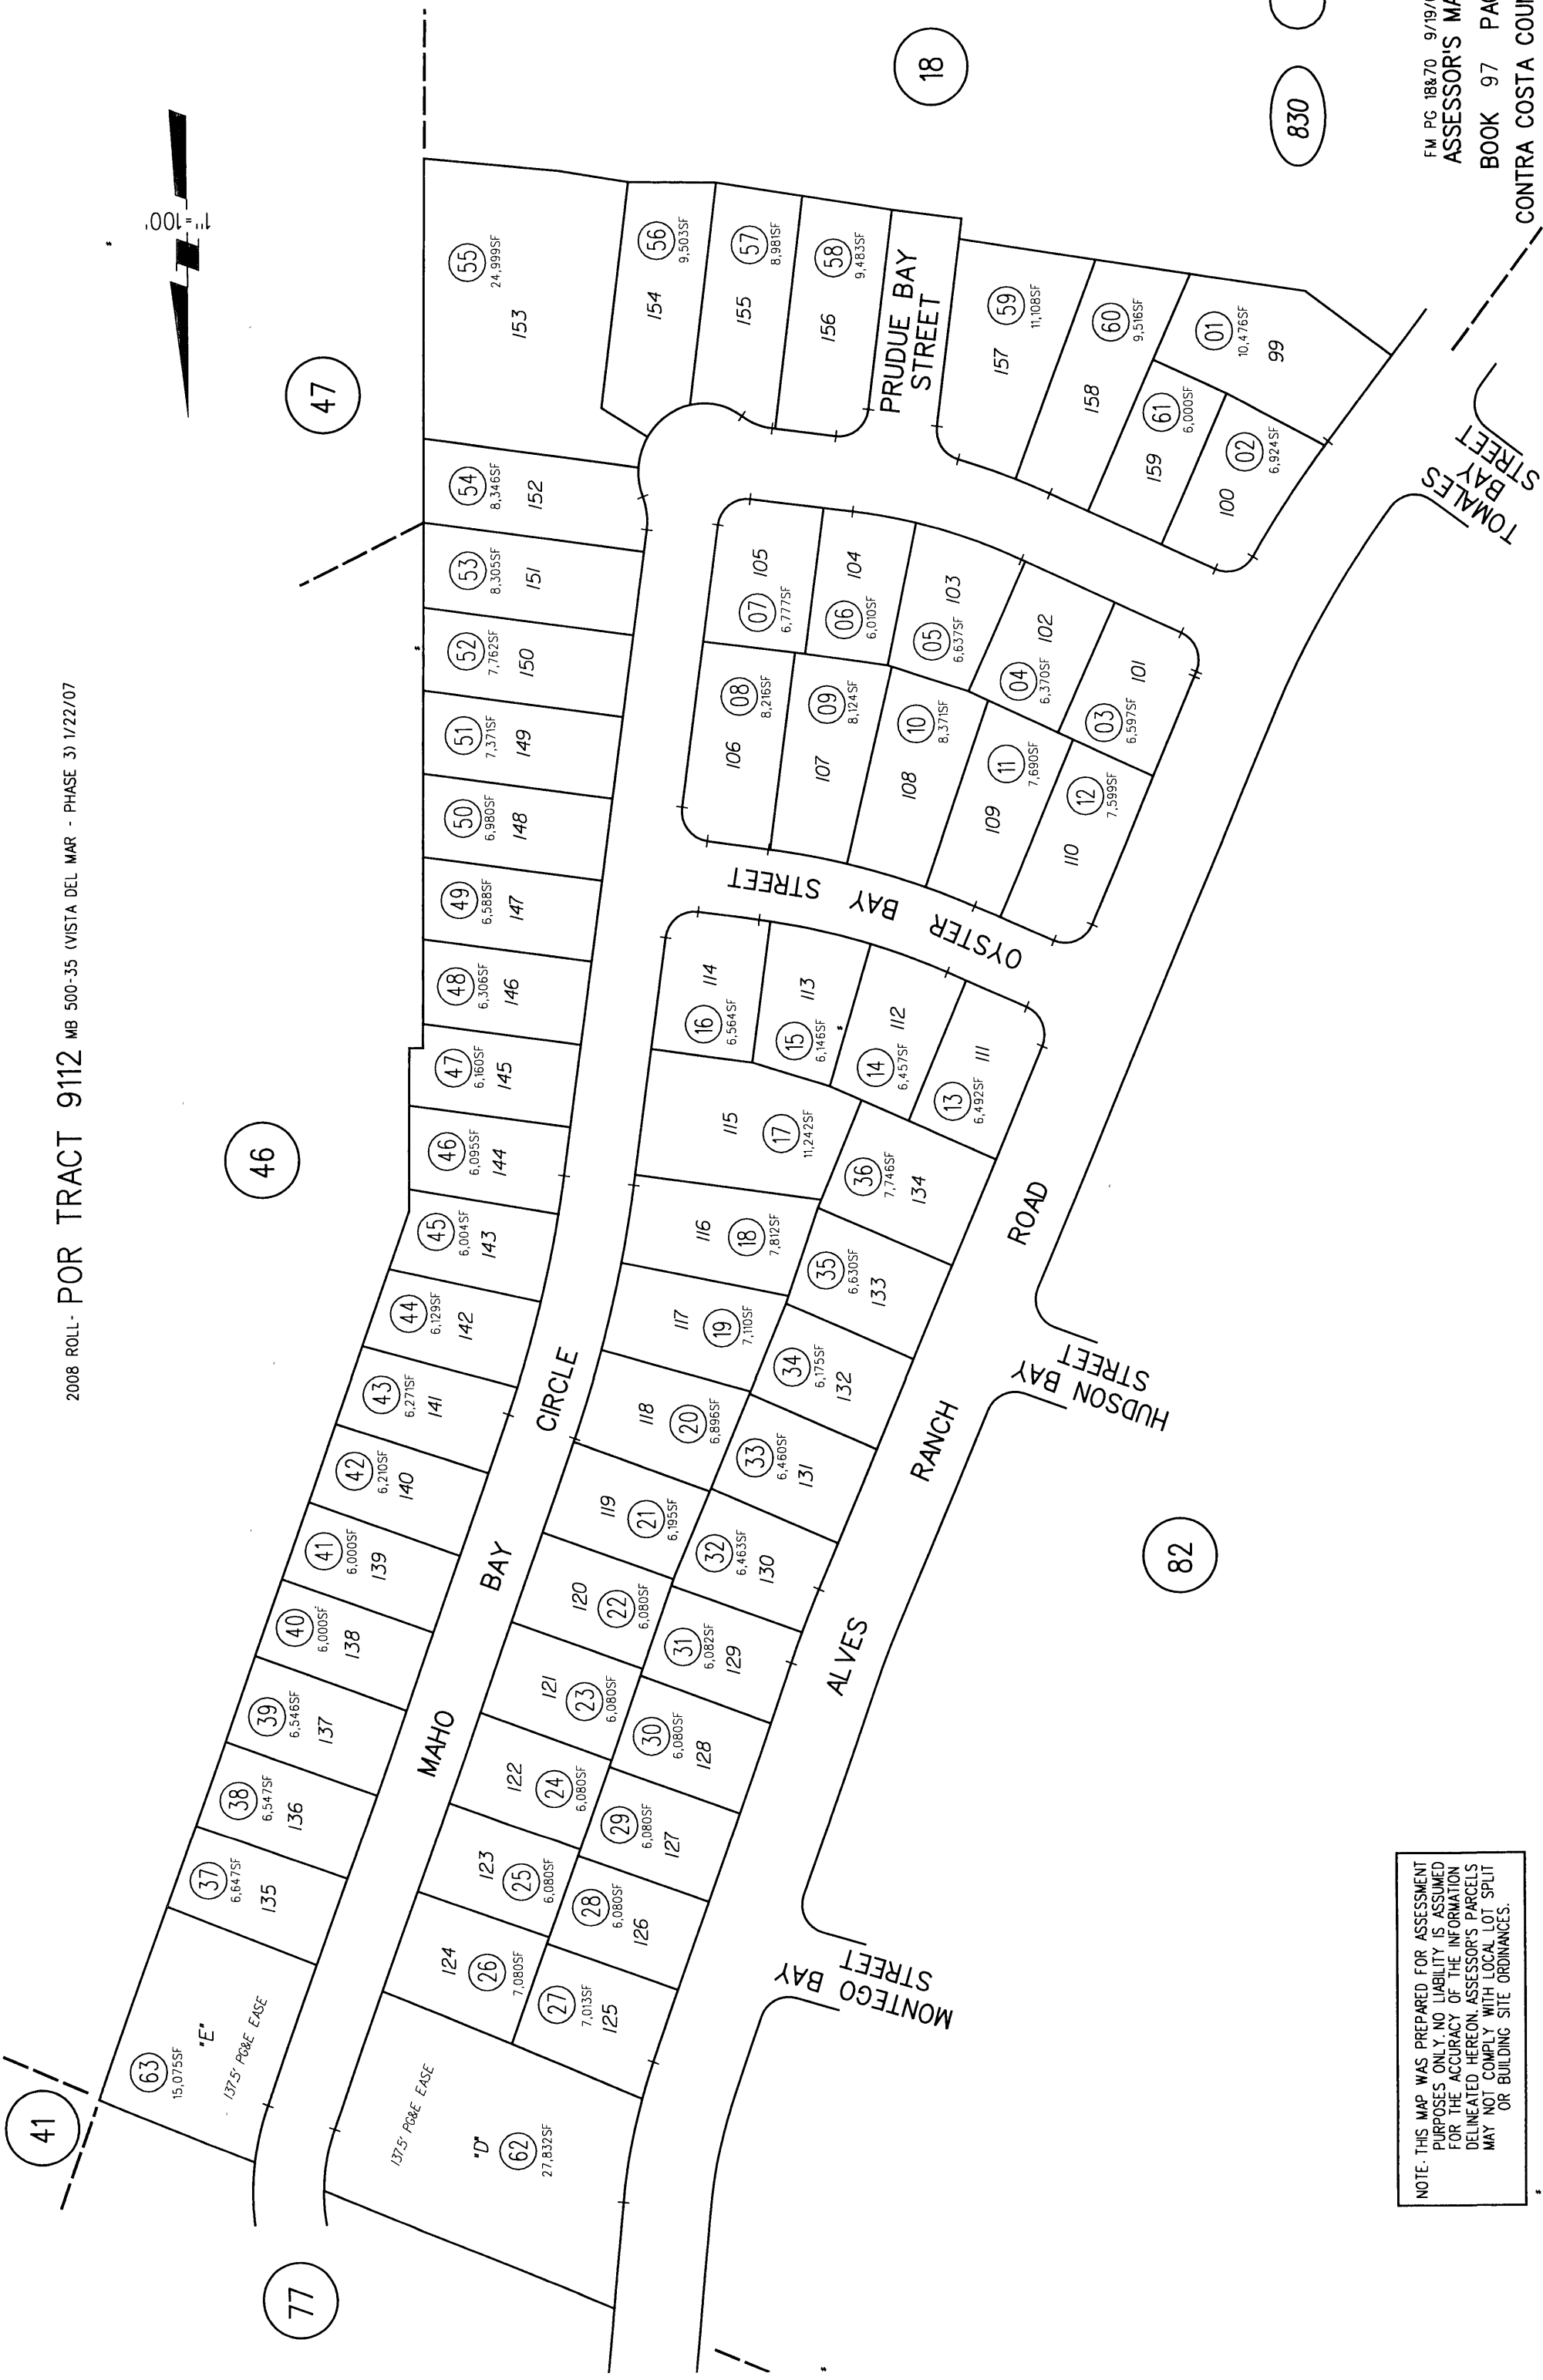 2008 ROLL- POR TRACT 9112 MB 500-35 (VISTA DEL MAR - PHASE 3) 1/22/07
1"=100'
41
46
47
77
82
18
830
63
15,075SF
"E"
137.5' PG&E EASE
37
6,647SF
135
38
6,547SF
136
39
6,546SF
137
40
6,000SF
138
41
6,000SF
139
42
6,210SF
140
43
6,271SF
141
44
6,129SF
142
45
6,004SF
143
46
6,095SF
144
47
6,160SF
145
48
6,306SF
146
49
6,588SF
147
50
6,980SF
148
51
7,371SF
149
52
7,762SF
150
53
8,305SF
151
54
8,346SF
152
55
24,999SF
153
56
9,503SF
154
57
8,981SF
155
58
9,483SF
156
PRUDUE BAY
STREET
59
11,108SF
157
60
9,516SF
158
61
6,000SF
159
01
10,476SF
99
02
6,924SF
100
MAHO BAY CIRCLE
137.5' PG&E EASE
"D"
62
27,832SF
124
26
7,080SF
123
25
6,080SF
122
24
6,080SF
121
23
6,080SF
120
22
6,080SF
119
21
6,195SF
118
20
6,896SF
117
19
7,110SF
116
18
7,812SF
115
17
11,242SF
114
16
6,564SF
113
15
6,146SF
112
14
6,457SF
111
13
6,492SF
27
7,013SF
125
28
6,080SF
126
29
6,080SF
127
30
6,080SF
128
31
6,082SF
129
32
6,463SF
130
33
6,460SF
131
34
6,175SF
132
35
6,630SF
133
36
7,746SF
134
OYSTER BAY STREET
105
07
6,777SF
104
06
6,010SF
103
05
6,637SF
102
04
6,370SF
101
03
6,597SF
08
8,216SF
106
09
8,124SF
107
10
8,371SF
108
11
7,690SF
109
12
7,599SF
110
ALVES RANCH ROAD
MONTEGO BAY
STREET
HUDSON BAY
STREET
TOMALES
BAY
STREET
NOTE- THIS MAP WAS PREPARED FOR ASSESSMENT
PURPOSES ONLY. NO LIABILITY IS ASSUMED
FOR THE ACCURACY OF THE INFORMATION
DELINEATED HEREON. ASSESSOR'S PARCELS
MAY NOT COMPLY WITH LOCAL LOT SPLIT
OR BUILDING SITE ORDINANCES.
FM PG 18&70 9/19/
ASSESSOR'S
BOOK 97
CONTRA COSTA